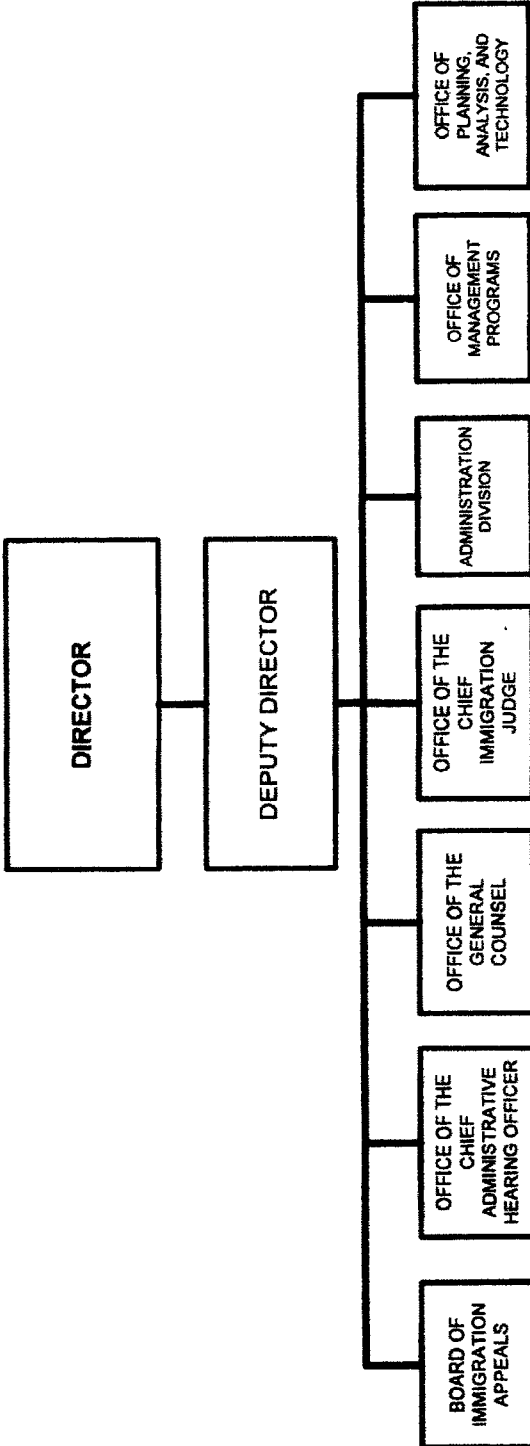 DIRECTOR
DEPUTY DIRECTOR
BOARD OF
IMMIGRATION
APPEALS
OFFICE OF THE
CHIEF
ADMINISTRATIVE
HEARING OFFICER
OFFICE OF THE
GENERAL
COUNSEL
OFFICE OF THE
CHIEF
IMMIGRATION
JUDGE
ADMINISTRATION
DIVISION
OFFICE OF
MANAGEMENT
PROGRAMS
OFFICE OF
PLANNING,
ANALYSIS, AND
TECHNOLOGY